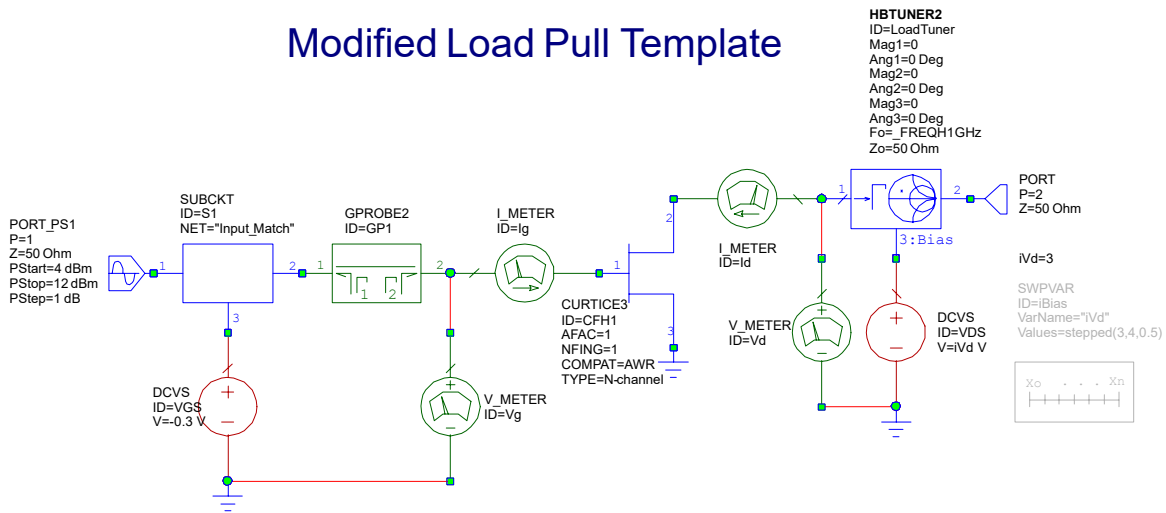 Modified Load Pull Template
HBTUNER2
ID=LoadTuner
Mag1=0
Ang1=0 Deg
Mag2=0
Ang2=0 Deg
Mag3=0
Ang3=0 Deg
Fo=_FREQH1 GHz
Zo=50 Ohm
PORT_PS1
P=1
Z=50 Ohm
PStart=4 dBm
PStop=12 dBm
PStep=1 dB
1
SUBCKT
ID=S1
NET="Input_Match"
2
3
GPROBE2
ID=GP1
1
1
2
2
I_METER
ID=Ig
1
2
3
CURTICE3
ID=CFH1
AFAC=1
NFING=1
COMPAT=AWR
TYPE=N-channel
I_METER
ID=Id
1
2
3:Bias
PORT
P=2
Z=50 Ohm
DCVS
ID=VGS
V=-0.3 V
V_METER
ID=Vg
V_METER
ID=Vd
DCVS
ID=VDS
V=iVd V
iVd=3
SWPVAR
ID=iBias
VarName="iVd"
Values=stepped(3,4,0.5)
Xo . . . Xn